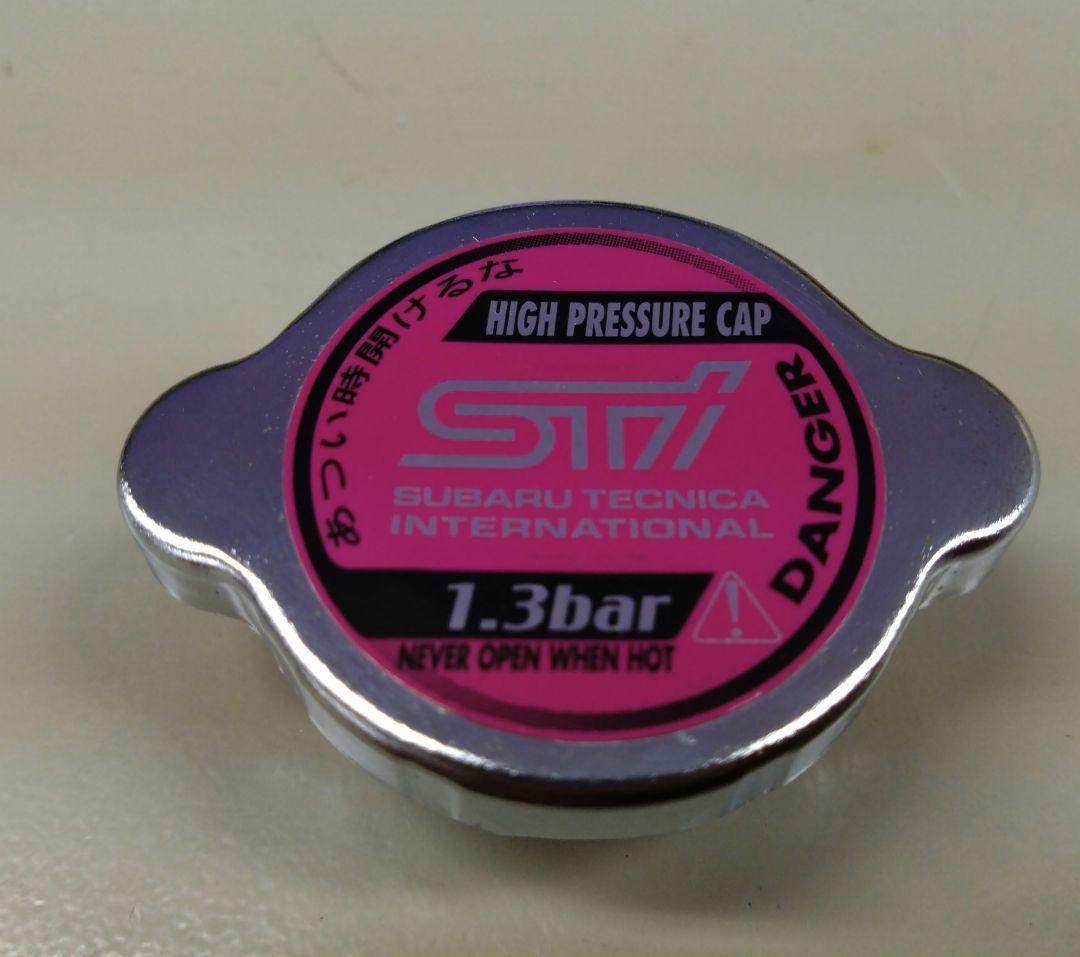 あつい時開けるな
HIGH PRESSURE CAP
STi
SUBARU TECNICA
INTERNATIONAL
DANGER
1.3bar
!
NEVER OPEN WHEN HOT